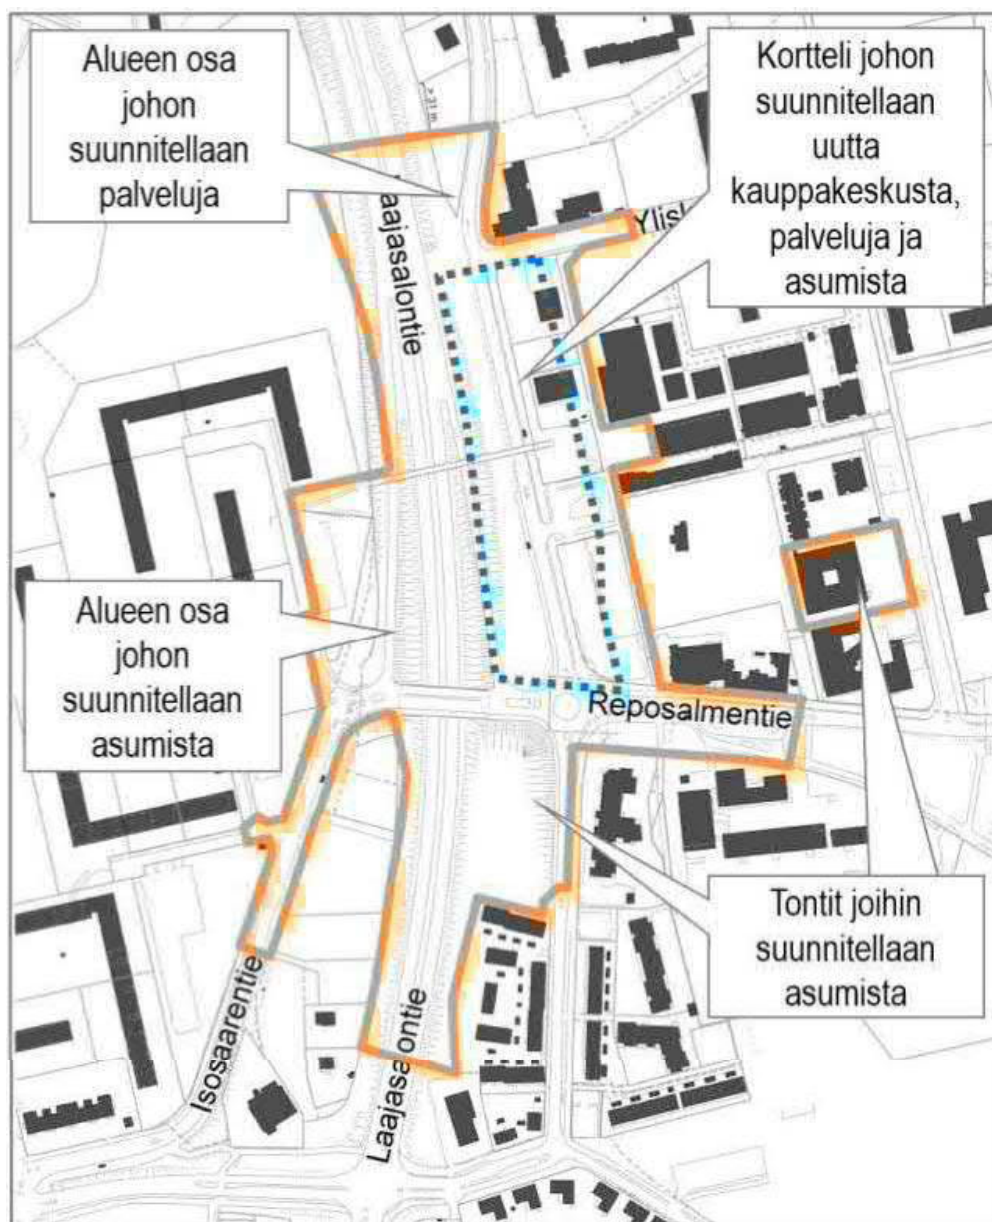 Alueen osa
johon
suunnitellaan
palveluja
Kortteli johon
suunnitellaan
uutta
kauppakeskusta,
palveluja ja
asumista
Laajasalontie
Alueen osa
johon
suunnitellaan
asumista
Reposalmentie
Tontit joihin
suunnitellaan
asumista
Isosaarentie
Laajasalontie